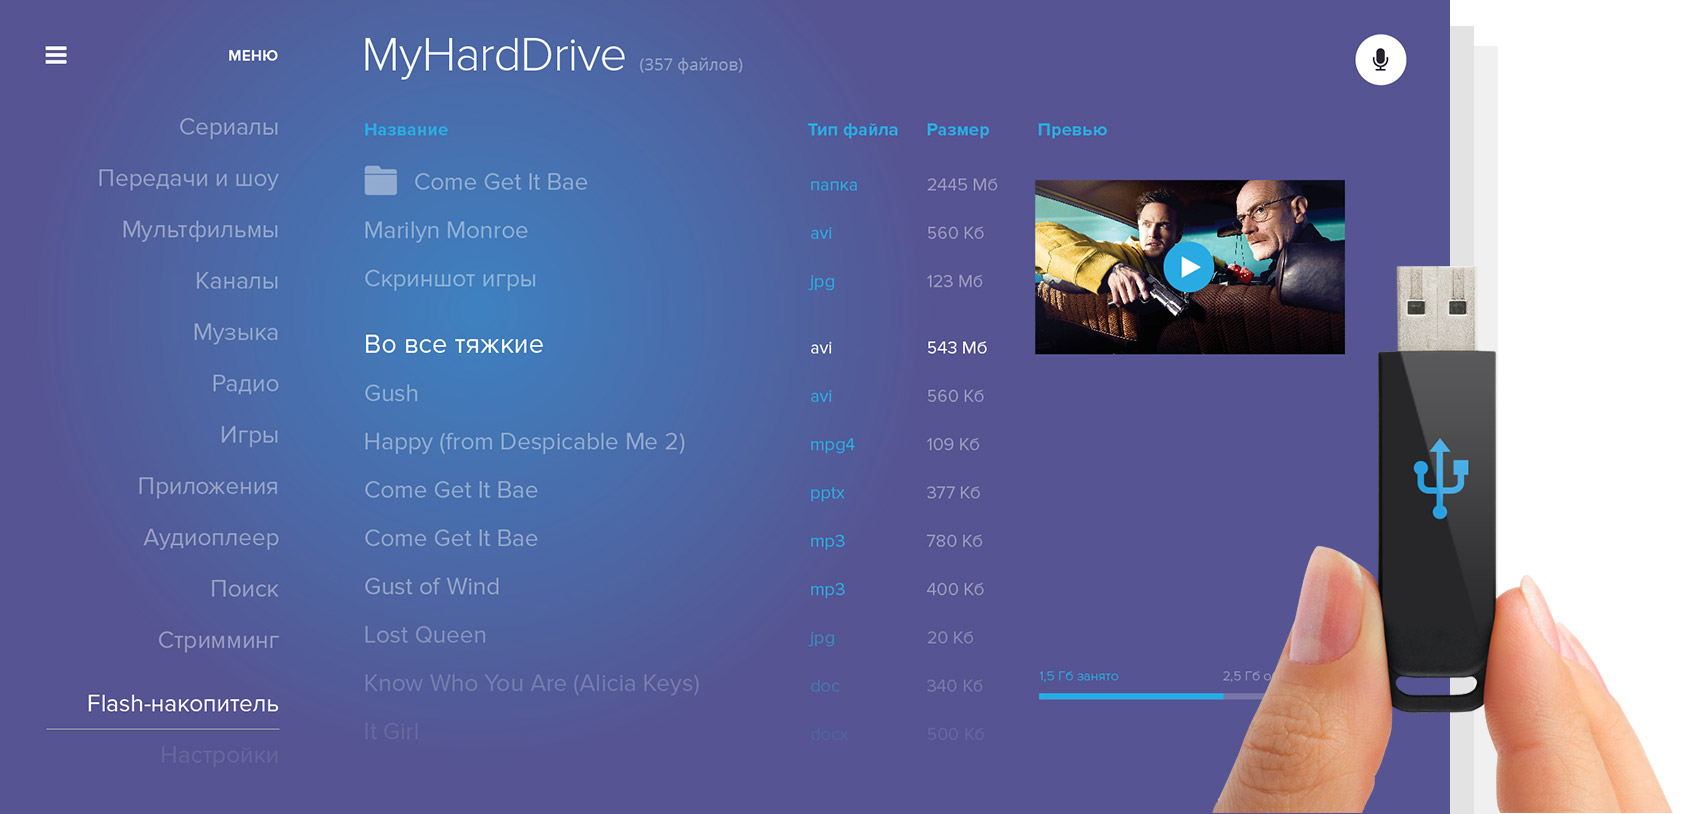 МЕНЮ
MyHardDrive (357 файлов)
Сериалы
Передачи и шоу
Мультфильмы
Каналы
Музыка
Радио
Игры
Приложения
Аудиоплеер
Поиск
Стримминг
Flash-накопитель
Настройки
Название Тип файла Размер Превью
Come Get It Bae папка 2445 Мб
Marilyn Monroe avi 560 Кб
Скриншот игры jpg 123 Мб
Во все тяжкие avi 543 Мб
Gush avi 560 Кб
Happy (from Despicable Me 2) mpg4 109 Кб
Come Get It Bae pptx 377 Кб
Come Get It Bae mp3 780 Кб
Gust of Wind mp3 400 Кб
Lost Queen jpg 20 Кб
Know Who You Are (Alicia Keys) doc 340 Кб
It Girl docx 500 Кб
1,5 Гб занято 2,5 Гб